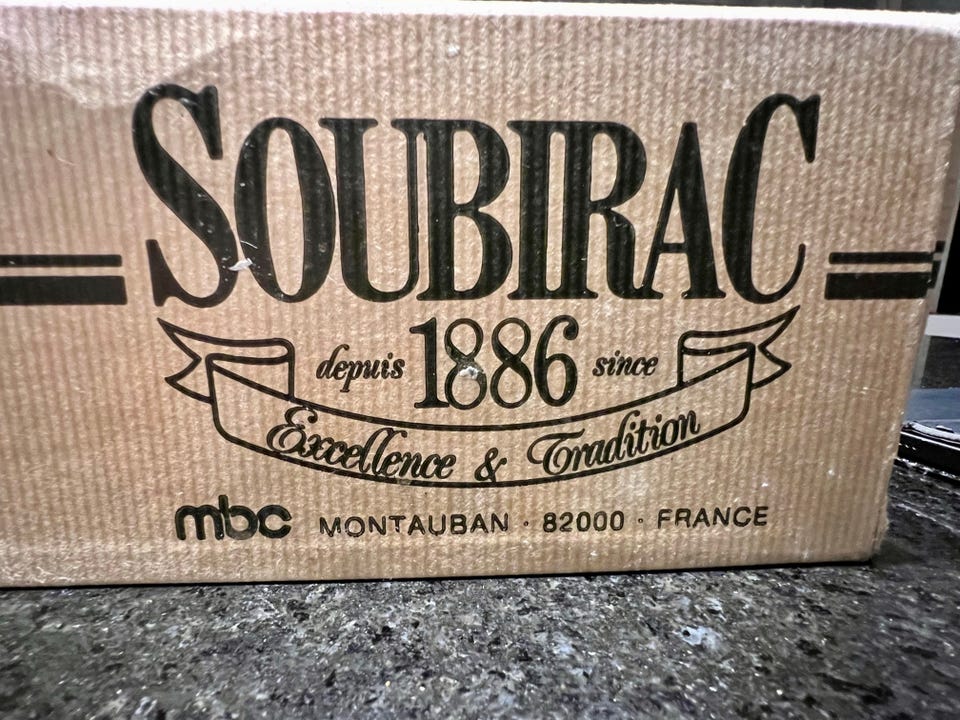 SOUBIRAC
depuis 1886 since
Excellence & Tradition
mbc MONTAUBAN · 82000 · FRANCE